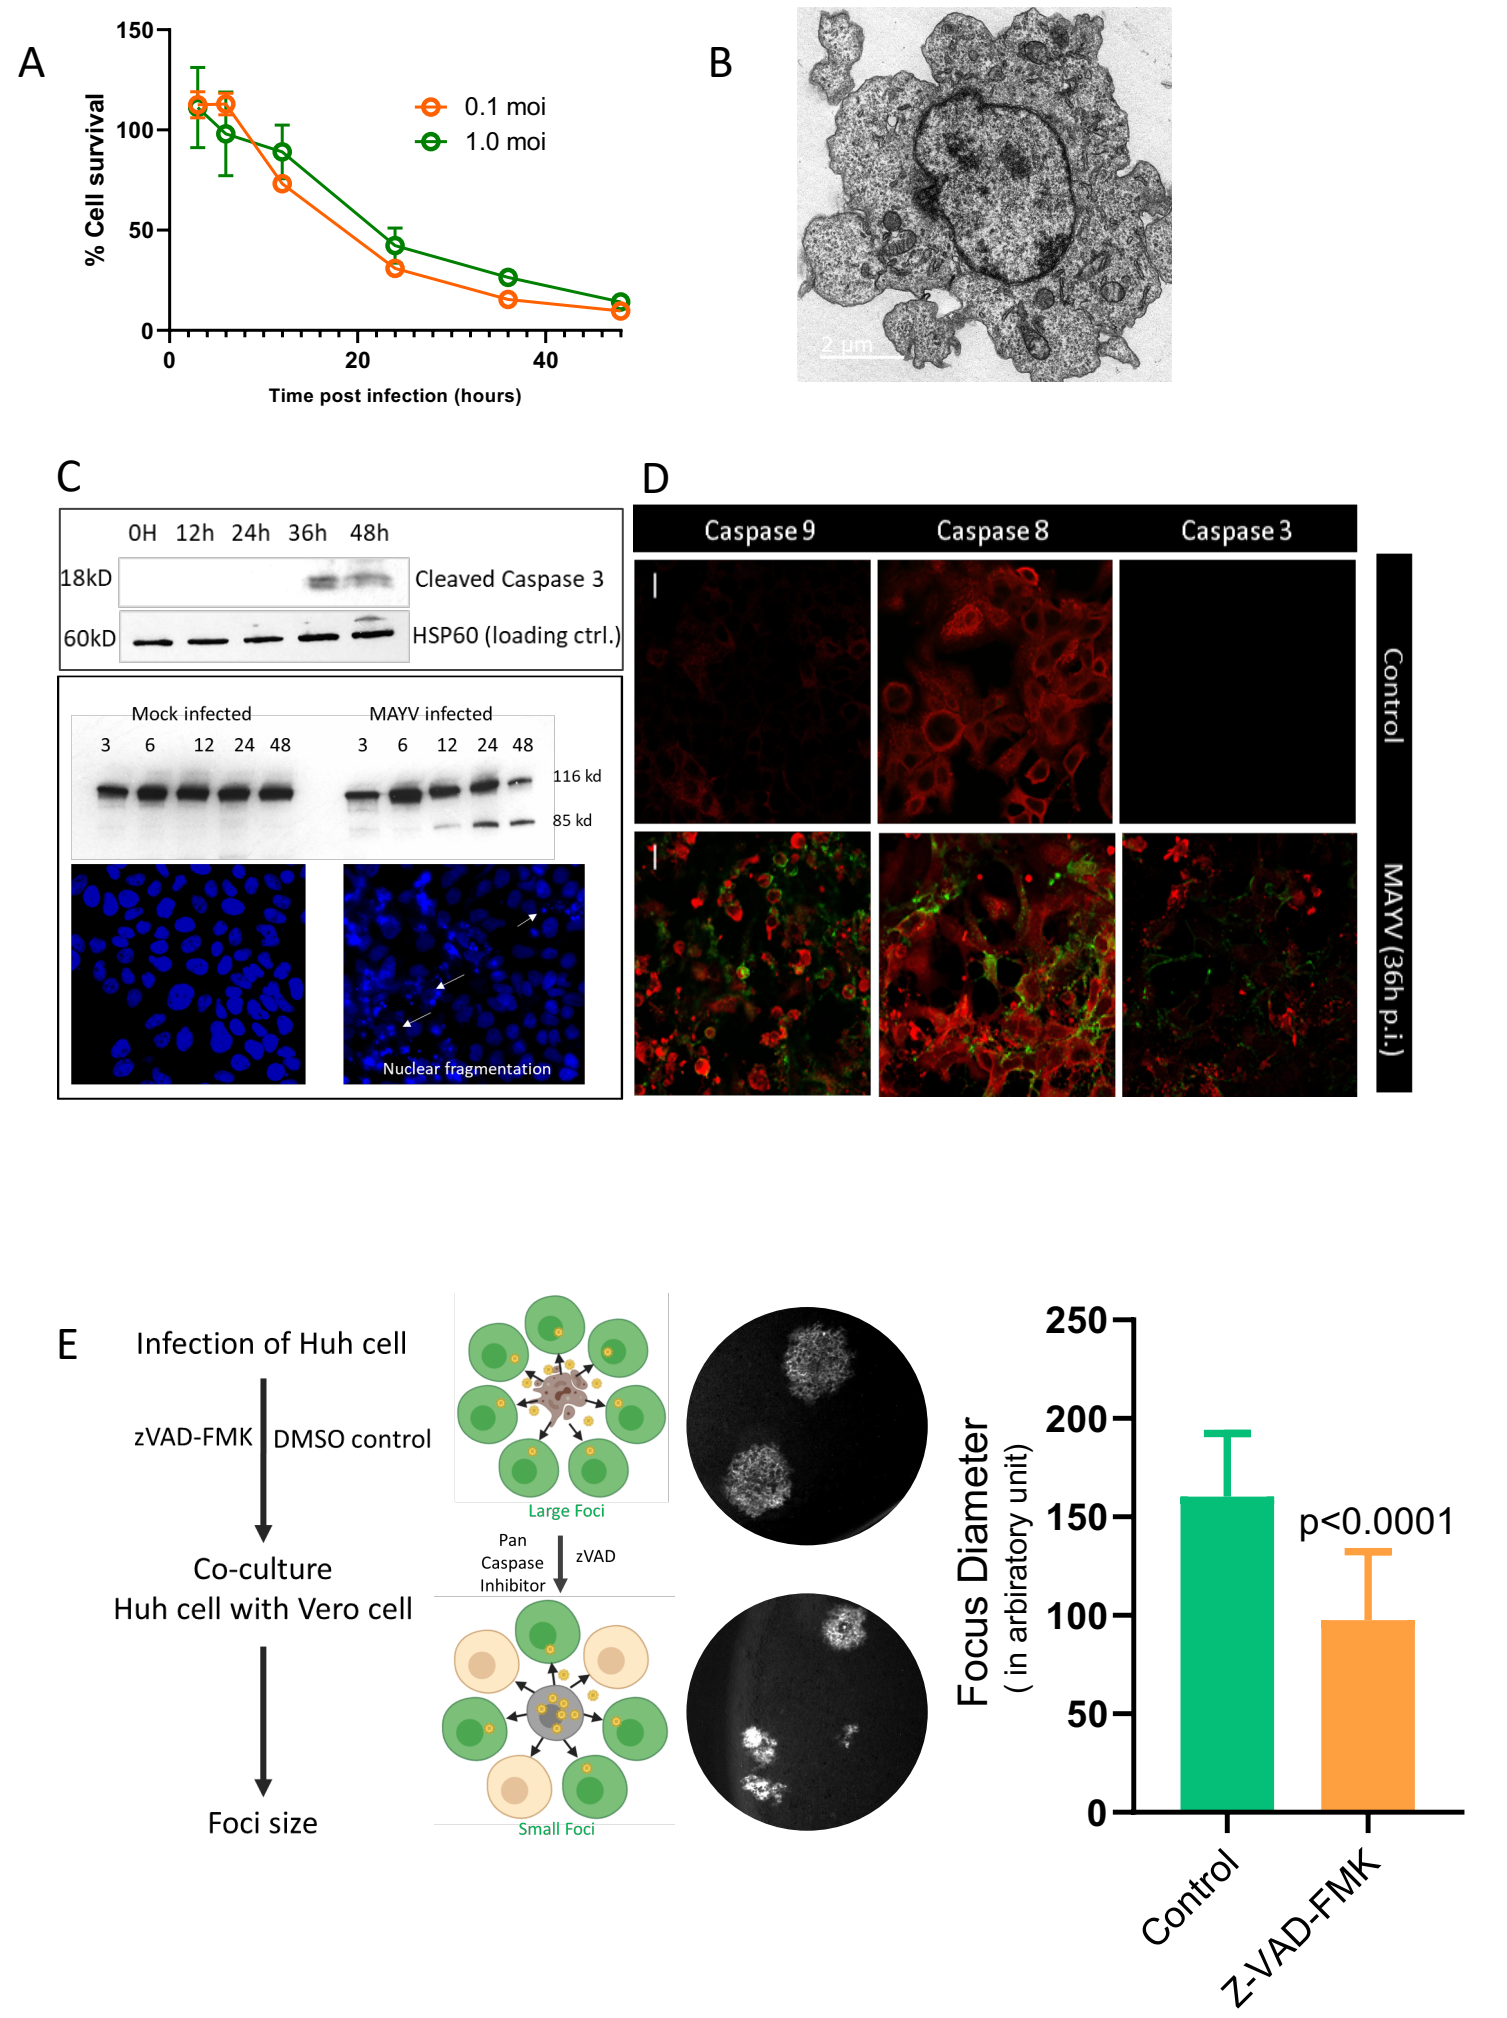 A
150
100
50
0
% Cell survival
0.1 moi
1.0 moi
0
20
40
Time post infection (hours)
B
2 µm
C
0H 12h 24h 36h 48h
18kD
Cleaved Caspase 3
60kD
HSP60 (loading ctrl.)
Mock infected
MAYV infected
3 6 12 24 48
3 6 12 24 48
116 kd
85 kd
Nuclear fragmentation
D
Caspase 9
Caspase 8
Caspase 3
Control
MAYV (36h p.i.)
E
Infection of Huh cell
zVAD-FMK
DMSO control
Co-culture
Huh cell with Vero cell
Foci size
Large Foci
Pan
Caspase
Inhibitor
zVAD
Small Foci
250
200
150
100
50
0
Focus Diameter
( in arbiratory unit)
p<0.0001
Control
Z-VAD-FMK